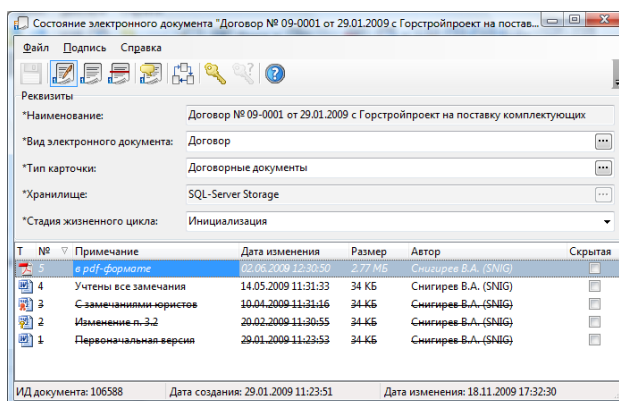 Состояние электронного документа "Договор № 09-0001 от 29.01.2009 с Горстройпроект на постав...
Файл Подпись Справка
Реквизиты
*Наименование: Договор № 09-0001 от 29.01.2009 с Горстройпроект на поставку комплектующих
*Вид электронного документа: Договор
*Тип карточки: Договорные документы
*Хранилище: SQL-Server Storage
*Стадия жизненного цикла: Инициализация
Т № Примечание Дата изменения Размер Автор Скрытая
5 в pdf-формате 02.06.2009 12:30:50 2.77 МБ Снигирев В.А. (SNIG)
4 Учтены все замечания 14.05.2009 11:31:33 34 КБ Снигирев В.А. (SNIG)
3 С замечаниями юристов 10.04.2009 11:31:16 34 КБ Снигирев В.А. (SNIG)
2 Изменение п. 3.2 20.02.2009 11:30:55 34 КБ Снигирев В.А. (SNIG)
1 Первоначальная версия 29.01.2009 11:23:53 34 КБ Снигирев В.А. (SNIG)
ИД документа: 106588 Дата создания: 29.01.2009 11:23:51 Дата изменения: 18.11.2009 17:32:30